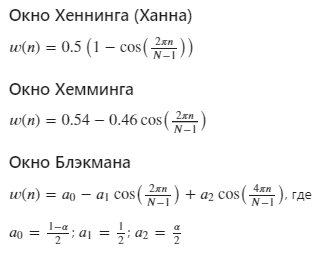 Окно Хеннинга (Ханна)
w(n) = 0.5 (1 − cos(2πn/(N−1)))
Окно Хемминга
w(n) = 0.54 − 0.46 cos(2πn/(N−1))
Окно Блэкмана
w(n) = a₀ − a₁ cos(2πn/(N−1)) + a₂ cos(4πn/(N−1)), где
a₀ = (1−α)/2; a₁ = 1/2; a₂ = α/2